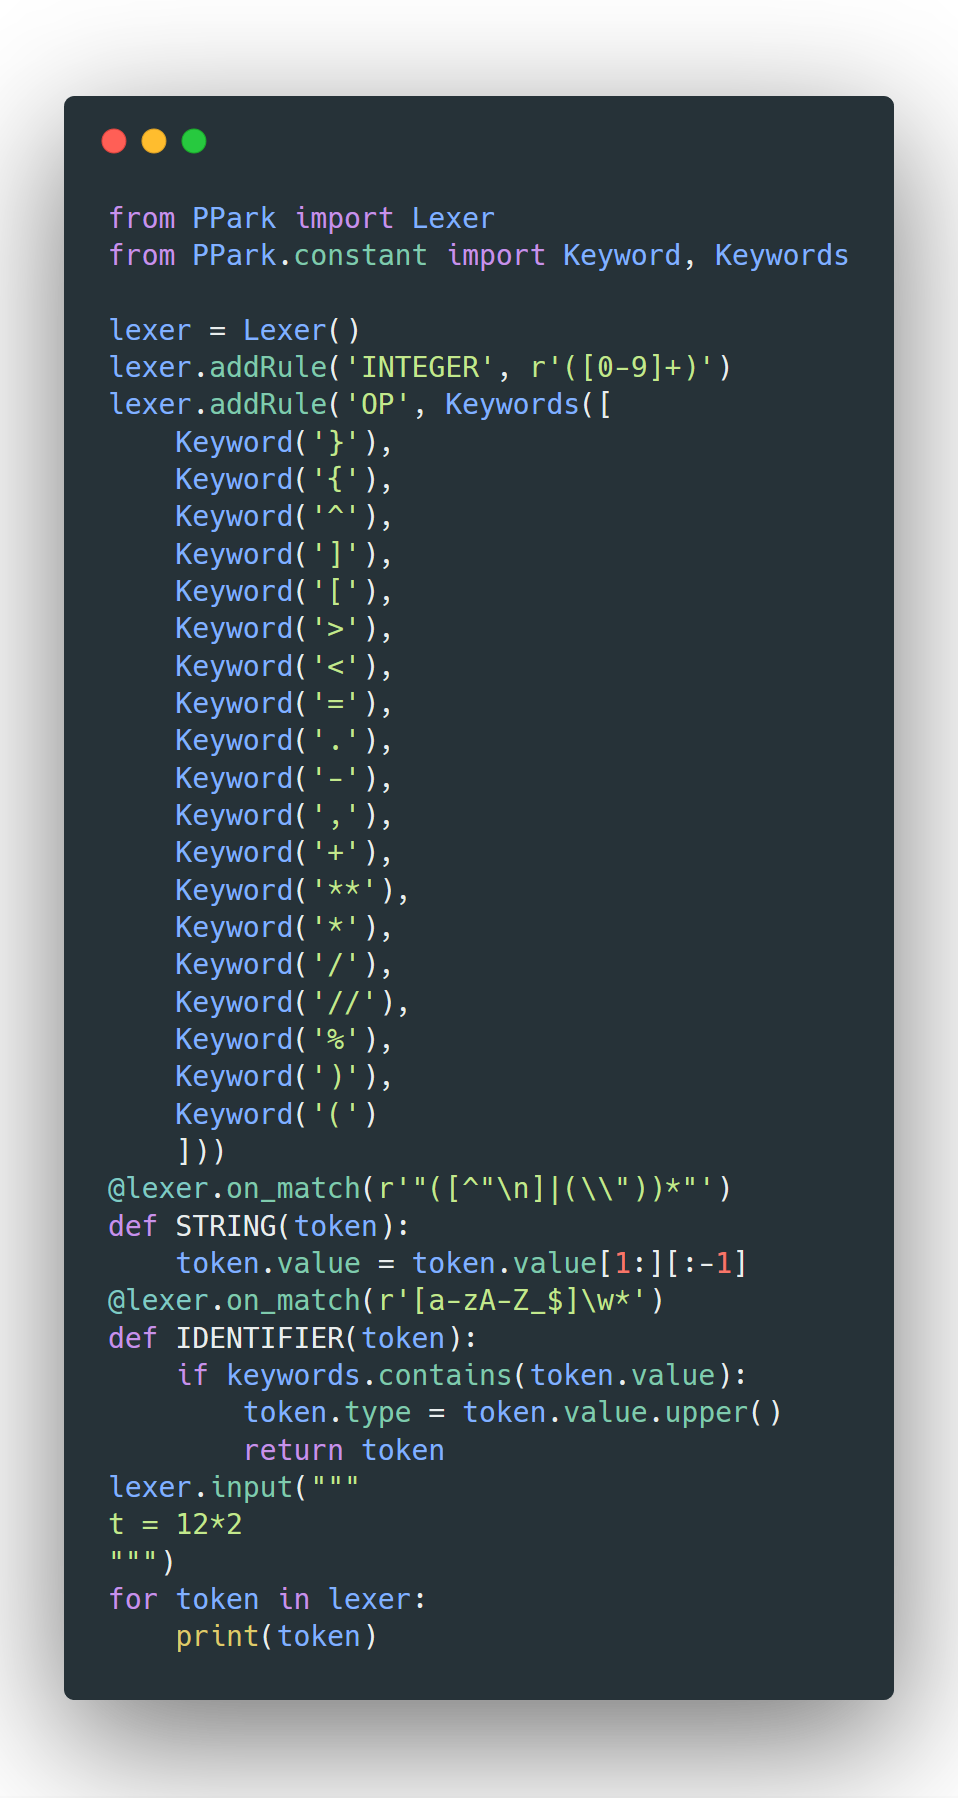 from PPark import Lexer
from PPark.constant import Keyword, Keywords

lexer = Lexer()
lexer.addRule('INTEGER', r'([0-9]+)')
lexer.addRule('OP', Keywords([
    Keyword('}'),
    Keyword('{'),
    Keyword('^'),
    Keyword(']'),
    Keyword('['),
    Keyword('>'),
    Keyword('<'),
    Keyword('='),
    Keyword('.'),
    Keyword('-'),
    Keyword(','),
    Keyword('+'),
    Keyword('**'),
    Keyword('*'),
    Keyword('/'),
    Keyword('//'),
    Keyword('%'),
    Keyword(')'),
    Keyword('(')
    ]))
@lexer.on_match(r'"([^"\n]|(\\"))*"')
def STRING(token):
    token.value = token.value[1:][:-1]
@lexer.on_match(r'[a-zA-Z_$]\w*')
def IDENTIFIER(token):
    if keywords.contains(token.value):
        token.type = token.value.upper()
        return token
lexer.input("""
t = 12*2
""")
for token in lexer:
    print(token)